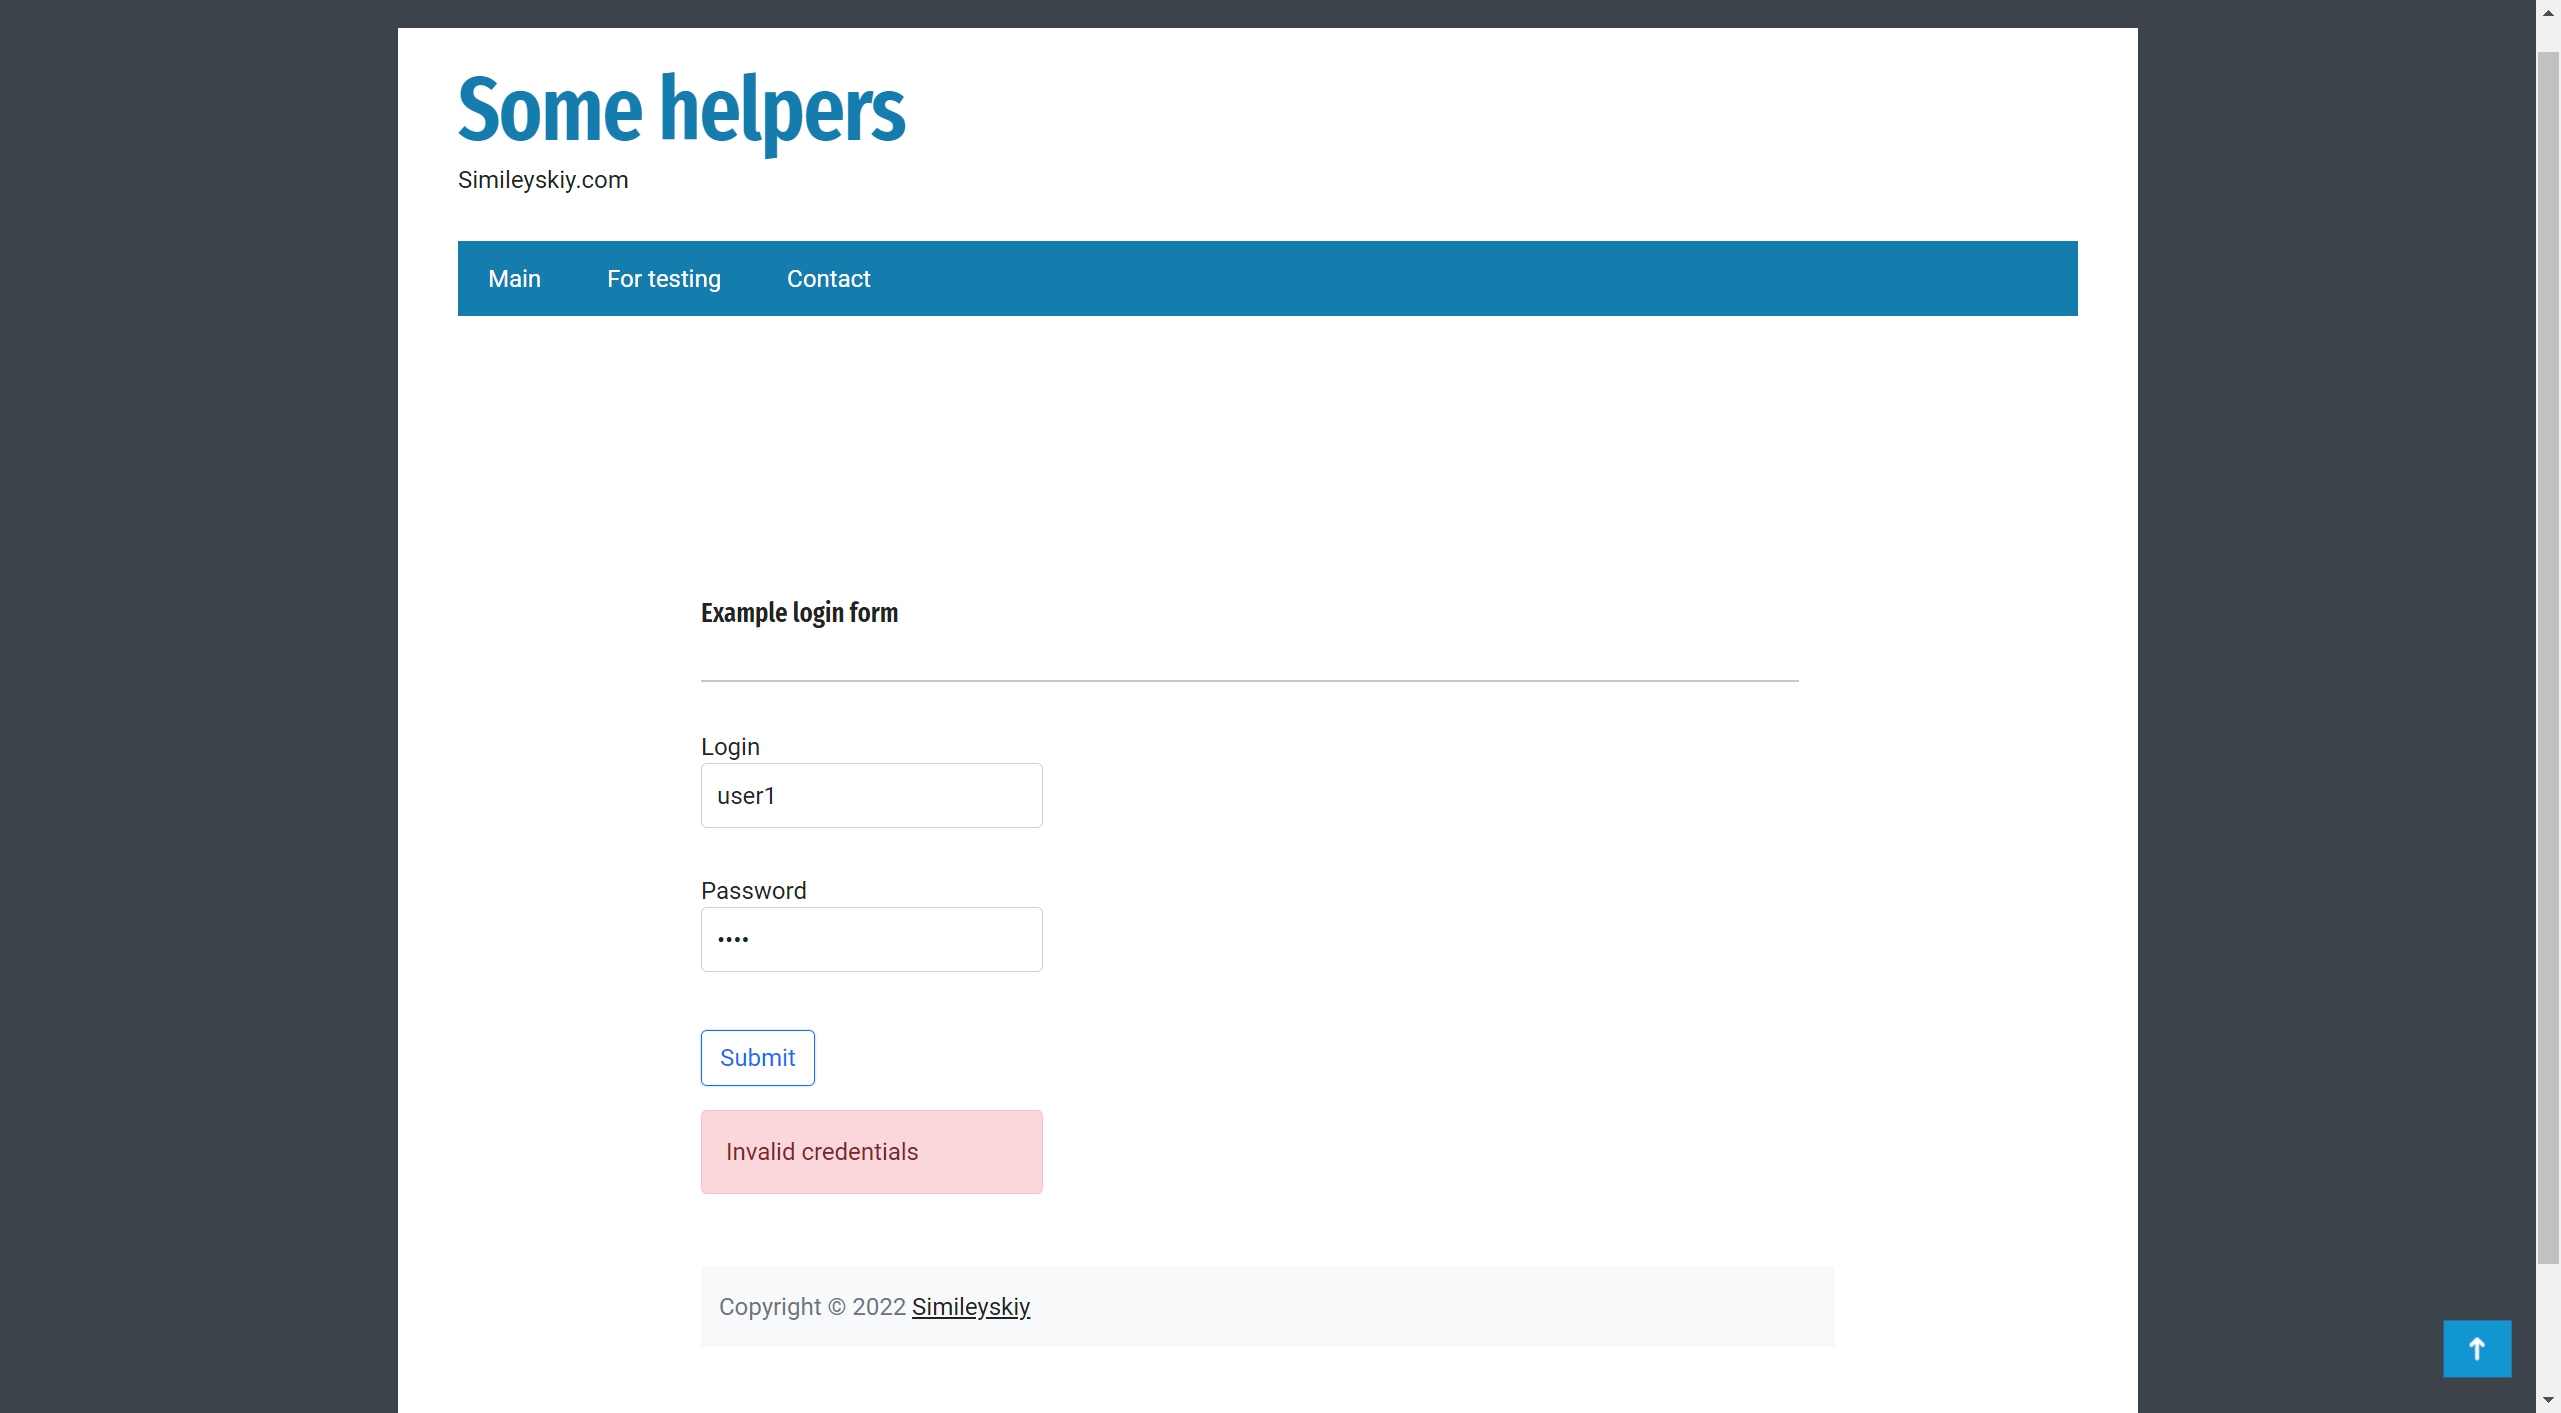 Some helpers
Simileyskiy.com
Main For testing Contact
Example login form
Login
user1
Password
••••
Submit
Invalid credentials
Copyright © 2022 Simileyskiy